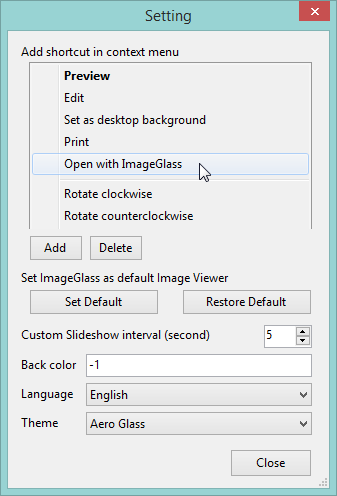 Setting
Add shortcut in context menu
Preview
Edit
Set as desktop background
Print
Open with ImageGlass
Rotate clockwise
Rotate counterclockwise
Add Delete
Set ImageGlass as default Image Viewer
Set Default Restore Default
Custom Slideshow interval (second) 5
Back color -1
Language English
Theme Aero Glass
Close